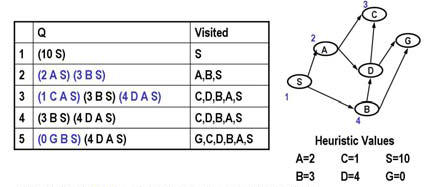 Q Visited
1 (10 S) S
2 (2 A S) (3 B S) A,B,S
3 (1 C A S) (3 B S) (4 D A S) C,D,B,A,S
4 (3 B S) (4 D A S) C,D,B,A,S
5 (0 G B S) (4 D A S) G,C,D,B,A,S
3
C
2
G
A
D
S
1
B
4
Heuristic Values
A=2 C=1 S=10
B=3 D=4 G=0